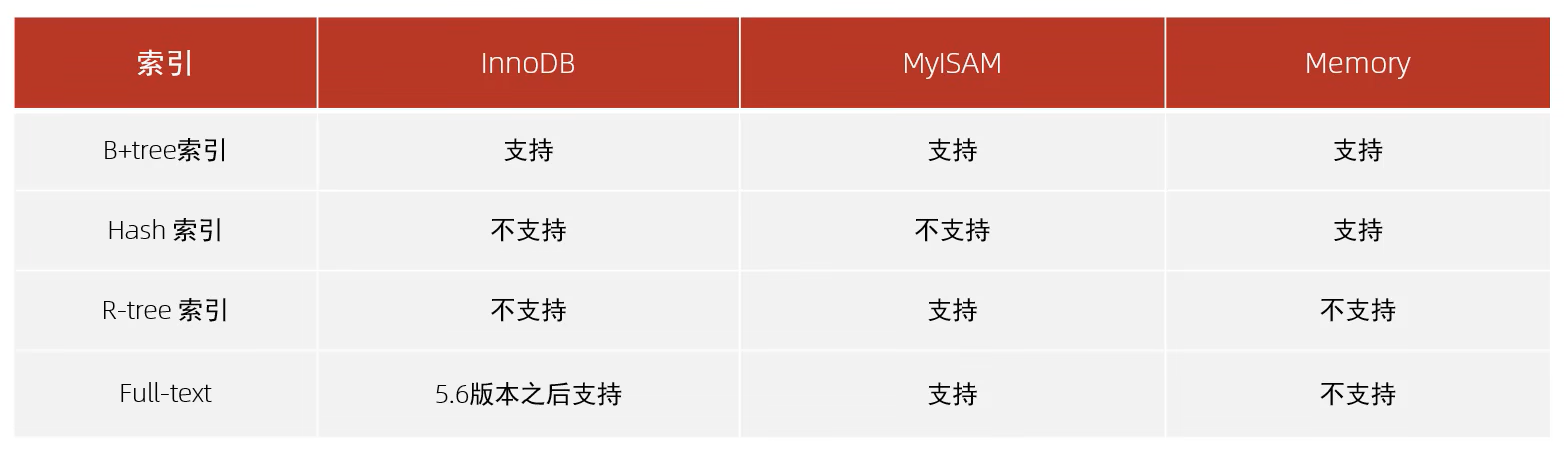 索引 InnoDB MyISAM Memory
B+tree索引 支持 支持 支持
Hash 索引 不支持 不支持 支持
R-tree 索引 不支持 支持 不支持
Full-text 5.6版本之后支持 支持 不支持